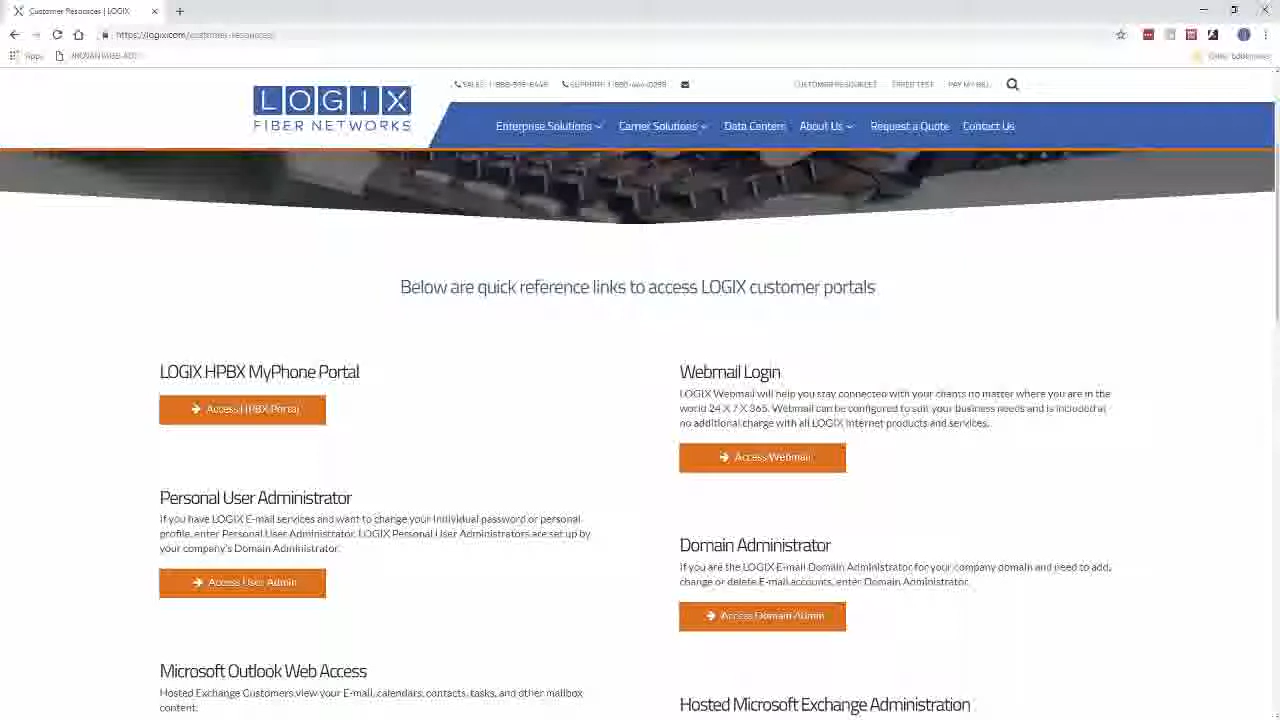 Customer Resources | LOGIX
https://logix.com/customer-resources/
Apps
CUSTOMER RESOURCES SPEED TEST PAY MY BILL
LOGIX
FIBER NETWORKS
Enterprise Solutions Carrier Solutions Data Centers About Us Request a Quote Contact Us
Below are quick reference links to access LOGIX customer portals
LOGIX HPBX MyPhone Portal
Access HPBX Portal
Personal User Administrator
If you have LOGIX E-mail services and want to change your individual password or personal
profile, enter Personal User Administrator. LOGIX Personal User Administrators are set up by
your company's Domain Administrator.
Access User Admin
Microsoft Outlook Web Access
Hosted Exchange Customers view your E-mail, calendars, contacts, tasks, and other mailbox
content.
Webmail Login
LOGIX Webmail will help you stay connected with your clients no matter where you are in the
world 24 X 7 X 365. Webmail can be configured to suit your business needs and is included at
no additional charge with all LOGIX Internet products and services.
Access Webmail
Domain Administrator
If you are the LOGIX E-mail Domain Administrator for your company domain and need to add,
change or delete E-mail accounts, enter Domain Administrator.
Access Domain Admin
Hosted Microsoft Exchange Administration